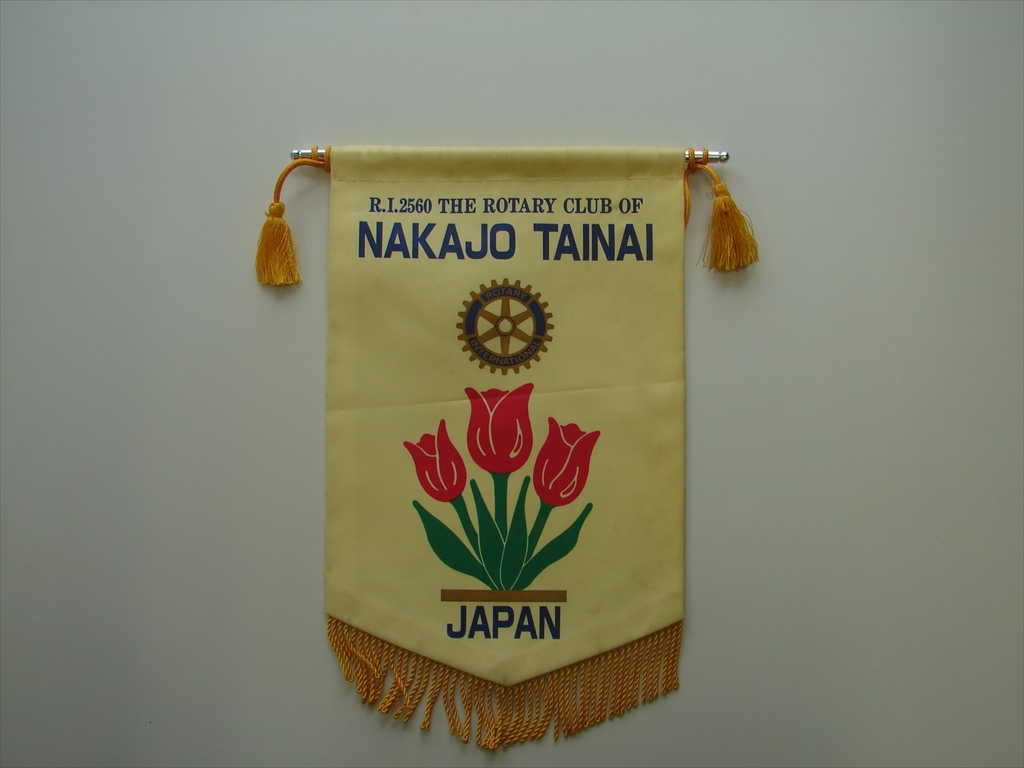 R.I.2560 THE ROTARY CLUB OF
NAKAJO TAINAI
ROTARY
INTERNATIONAL
JAPAN